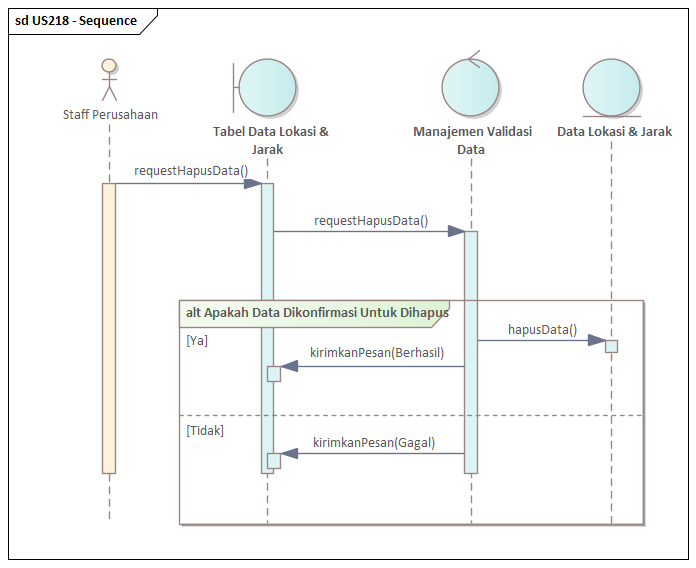 sd US218 - Sequence
Staff Perusahaan
Tabel Data Lokasi &
Jarak
Manajemen Validasi
Data
Data Lokasi & Jarak
requestHapusData()
requestHapusData()
alt Apakah Data Dikonfirmasi Untuk Dihapus
[Ya]
hapusData()
kirimkanPesan(Berhasil)
[Tidak]
kirimkanPesan(Gagal)